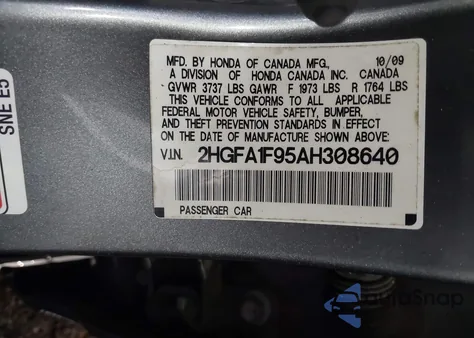 MFD. BY HONDA OF CANADA MFG., 10/09
A DIVISION OF HONDA CANADA INC. CANADA
GVWR 3737 LBS GAWR F 1973 LBS R 1764 LBS
THIS VEHICLE CONFORMS TO ALL APPLICABLE
FEDERAL MOTOR VEHICLE SAFETY, BUMPER,
AND THEFT PREVENTION STANDARDS IN EFFECT
ON THE DATE OF MANUFACTURE SHOWN ABOVE:
V.I.N. 2HGFA1F95AH308640
PASSENGER CAR
SNE E5
AutoSnap